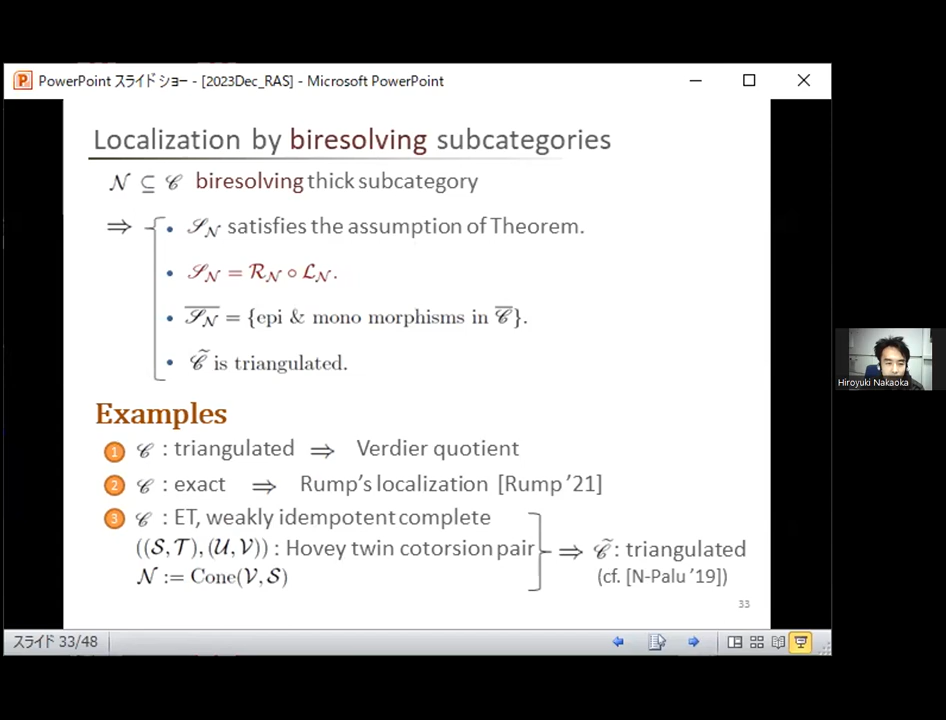 PowerPoint スライド ショー - [2023Dec_RAS] - Microsoft PowerPoint
Localization by biresolving subcategories
𝒩 ⊆ 𝒞 biresolving thick subcategory
⇒ • 𝒮_𝒩 satisfies the assumption of Theorem.
• 𝒮_𝒩 = ℛ_𝒩 ∘ ℒ_𝒩.
• \overline{𝒮_𝒩} = {epi & mono morphisms in \overline{𝒞}}.
• \widetilde{𝒞} is triangulated.
Examples
1 𝒞 : triangulated ⇒ Verdier quotient
2 𝒞 : exact ⇒ Rump's localization [Rump '21]
3 𝒞 : ET, weakly idempotent complete
((𝒮, 𝒯), (𝒰, 𝒱)) : Hovey twin cotorsion pair ⇒ \widetilde{𝒞} : triangulated
𝒩 := Cone(𝒱, 𝒮) (cf. [N-Palu '19])
33
スライド 33/48
Hiroyuki Nakaoka